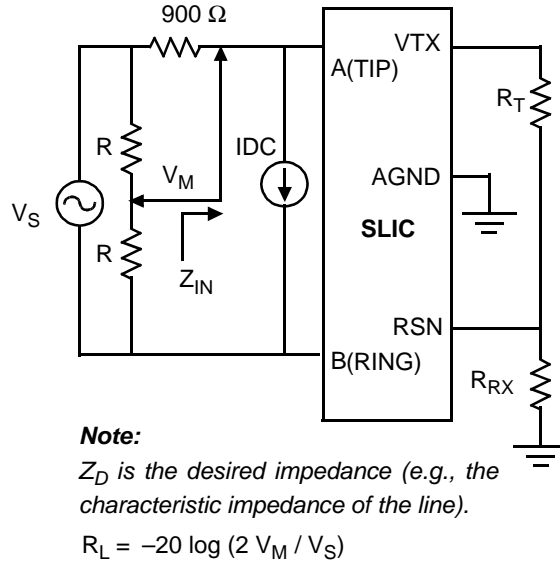 900 Ω
VTX
A(TIP)
R_T
R
IDC
V_M
AGND
V_S
SLIC
R
Z_IN
RSN
B(RING)
R_RX
Note:
Z_D is the desired impedance (e.g., the
characteristic impedance of the line).
R_L = –20 log (2 V_M / V_S)